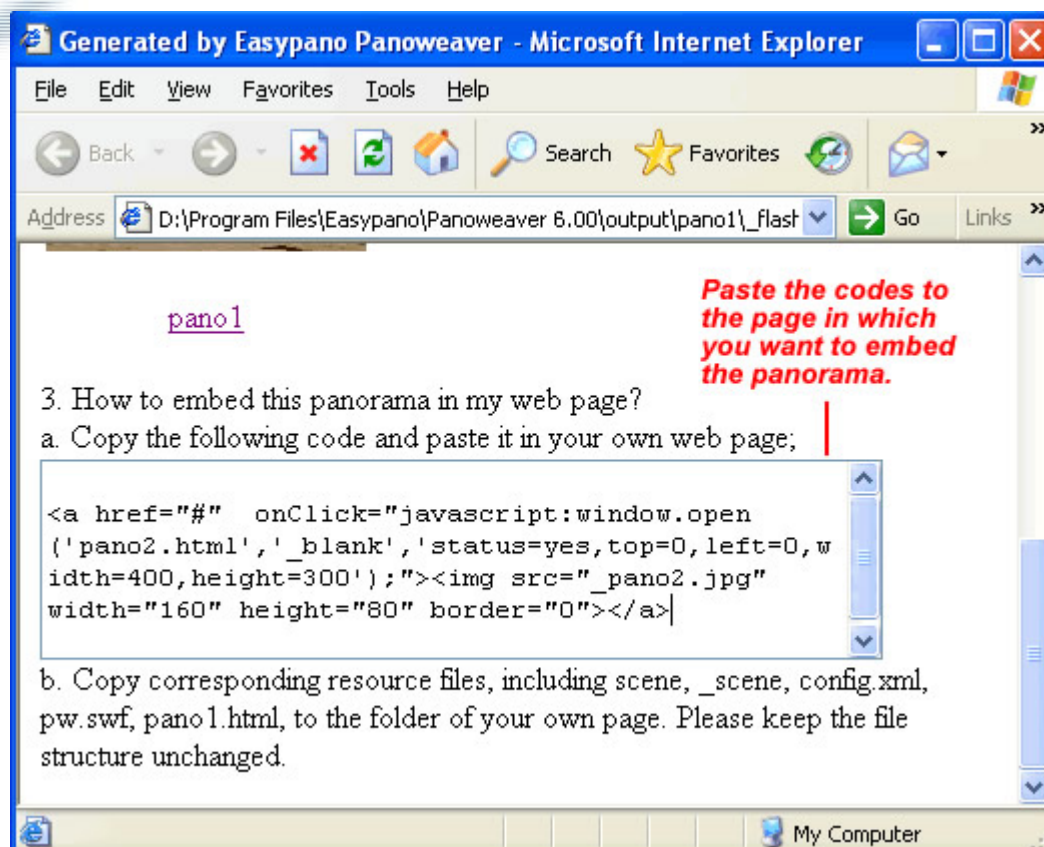 Generated by Easypano Panoweaver - Microsoft Internet Explorer
File Edit View Favorites Tools Help
Back Search Favorites
Address D:\Program Files\Easypano\Panoweaver 6.00\output\pano1\_flash Go Links
Paste the codes to
the page in which
you want to embed
the panorama.
pano1
3. How to embed this panorama in my web page?
a. Copy the following code and paste it in your own web page;
<a href="#"  onClick="javascript:window.open
('pano2.html','_blank','status=yes,top=0,left=0,w
idth=400,height=300');"><img src="_pano2.jpg"
width="160" height="80" border="0"></a>
b. Copy corresponding resource files, including scene, _scene, config.xml,
pw.swf, pano1.html, to the folder of your own page. Please keep the file
structure unchanged.
My Computer